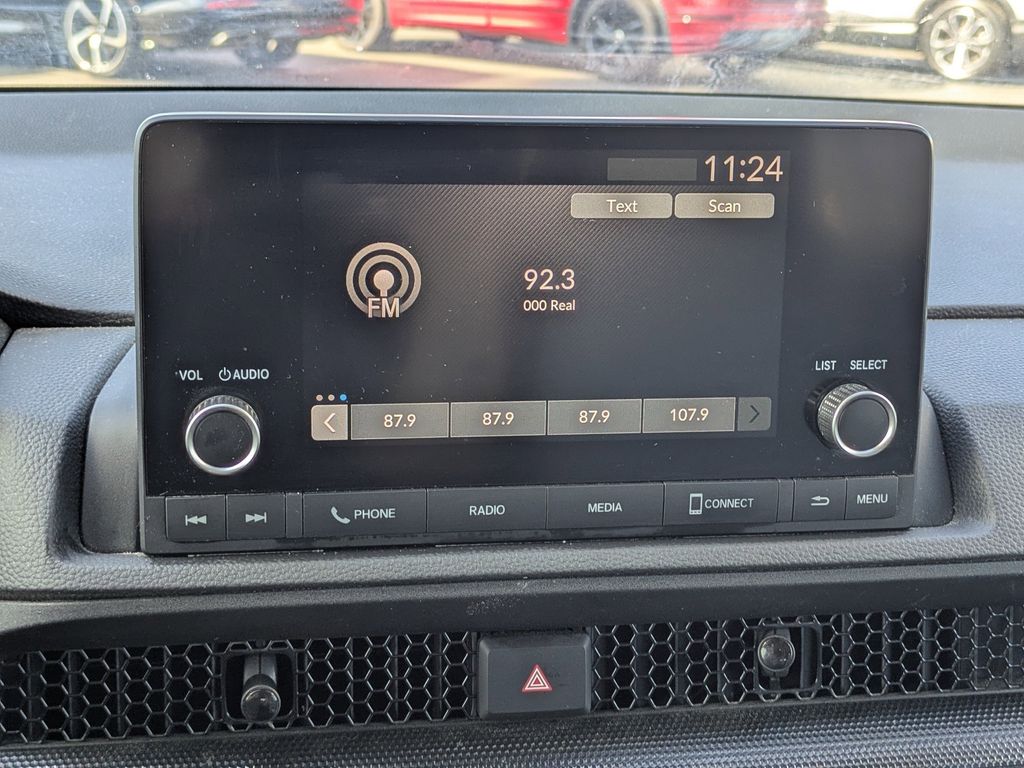 11:24
Text Scan
FM
92.3
000 Real
VOL AUDIO
LIST SELECT
87.9 87.9 87.9 107.9
PHONE RADIO MEDIA CONNECT MENU